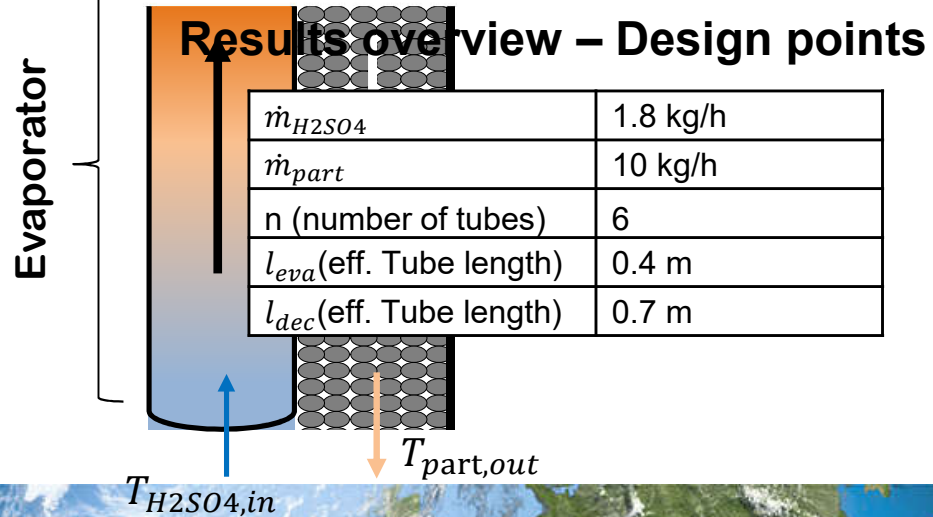 Results overview – Design points
Evaporator
ṁ_H2SO4 1.8 kg/h
ṁ_part 10 kg/h
n (number of tubes) 6
l_eva(eff. Tube length) 0.4 m
l_dec(eff. Tube length) 0.7 m
T_part,out
T_H2SO4,in